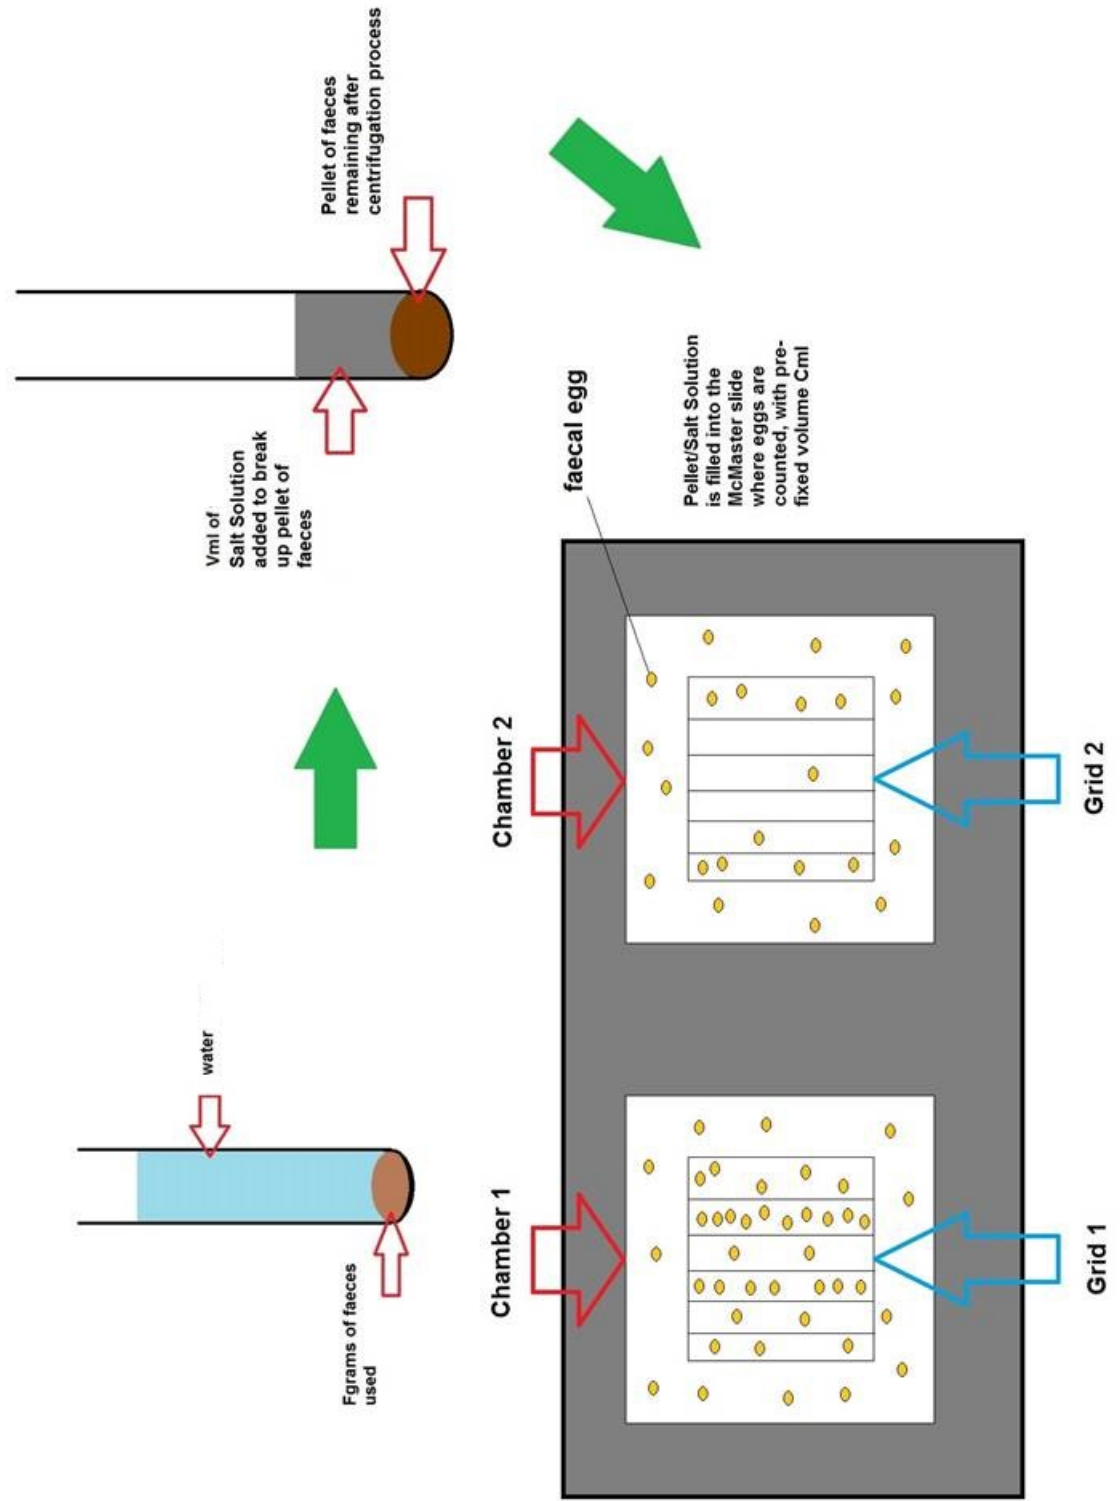 Fgrams of faeces
used
water
Vml of
Salt Solution
added to break
up pellet of
faeces
Pellet of faeces
remaining after
centrifugation process
Chamber 1
Chamber 2
faecal egg
Pellet/Salt Solution
is filled into the
McMaster slide
where eggs are
counted, with pre-
fixed volume Cml
Grid 1
Grid 2